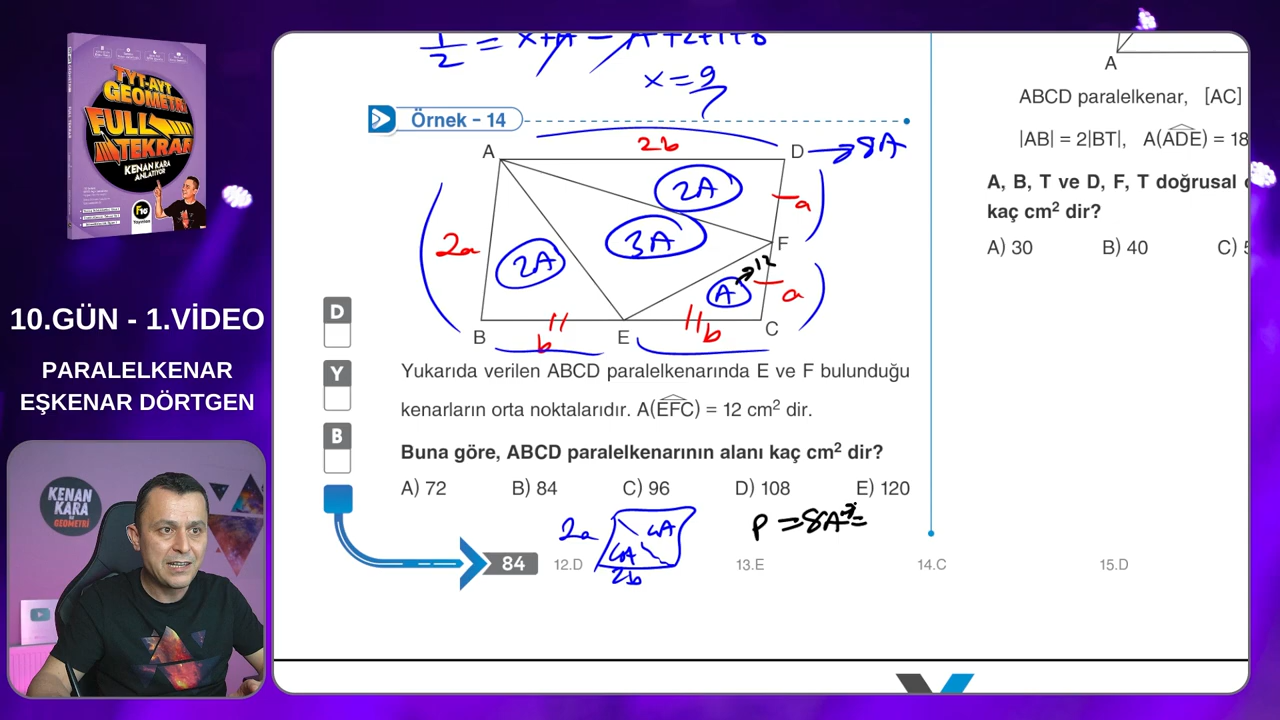 TYT-AYT
GEOMETRİ
FULL
TEKRAR
KENAN KARA
ANLATIYOR
10.GÜN - 1.VİDEO
PARALELKENAR
EŞKENAR DÖRTGEN
KENAN
KARA
GEOMETRİ
x = 9
Örnek - 14
A
2b
D → 8A
2A
a
2a
3A
F
2A
12
A
a
B
b
E
b
C
D
Y
B
Yukarıda verilen ABCD paralelkenarında E ve F bulunduğu
kenarların orta noktalarıdır. A(EFC) = 12 cm² dir.
Buna göre, ABCD paralelkenarının alanı kaç cm² dir?
A) 72 B) 84 C) 96 D) 108 E) 120
2a
4A
4A
2b
P = 8A =
84 12.D 13.E 14.C 15.D
A
ABCD paralelkenar, [AC]
|AB| = 2|BT|, A(ADE) = 18
A, B, T ve D, F, T doğrusal
kaç cm² dir?
A) 30 B) 40 C)